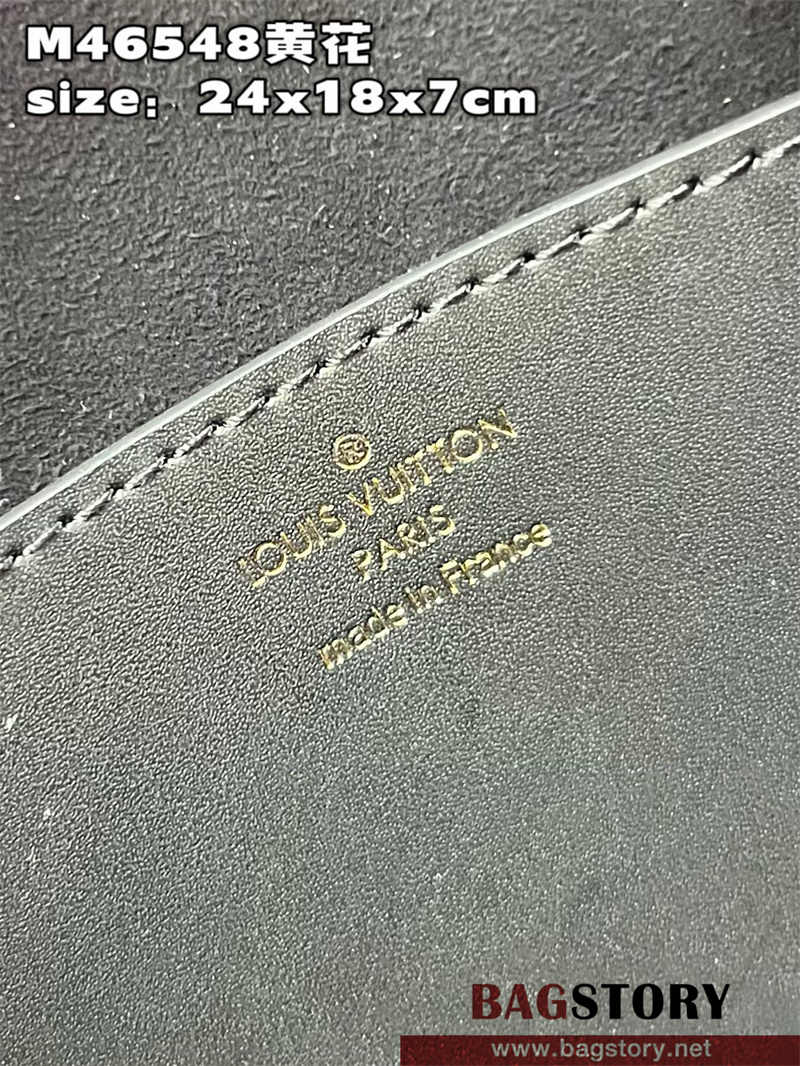 M46548黄花
size：24x18x7cm
®
LOUIS VUITTON
PARIS
made in France
BAGSTORY
www.bagstory.net